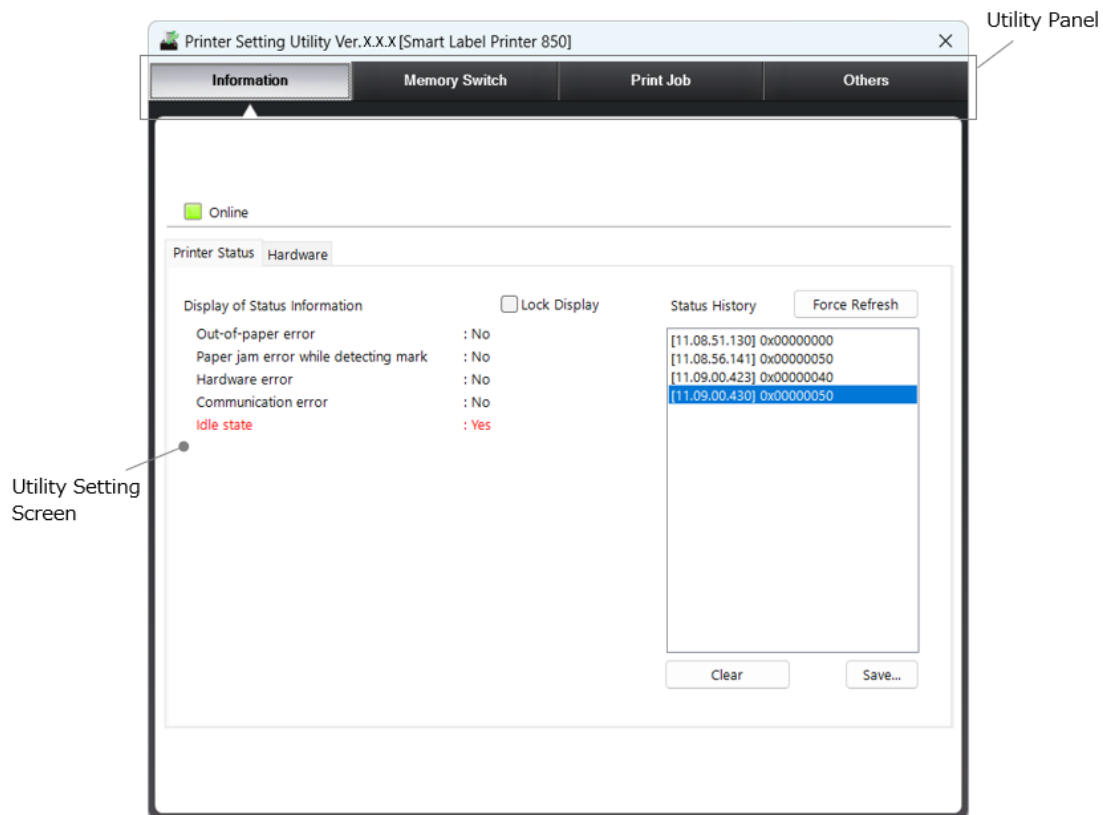 Utility Panel
Printer Setting Utility Ver.X.X.X [Smart Label Printer 850]
Information
Memory Switch
Print Job
Others
Online
Printer Status
Hardware
Display of Status Information
Lock Display
Status History
Force Refresh
Out-of-paper error : No
Paper jam error while detecting mark : No
Hardware error : No
Communication error : No
Idle state : Yes
[11.08.51.130] 0x00000000
[11.08.56.141] 0x00000050
[11.09.00.423] 0x00000040
[11.09.00.430] 0x00000050
Utility Setting
Screen
Clear
Save...